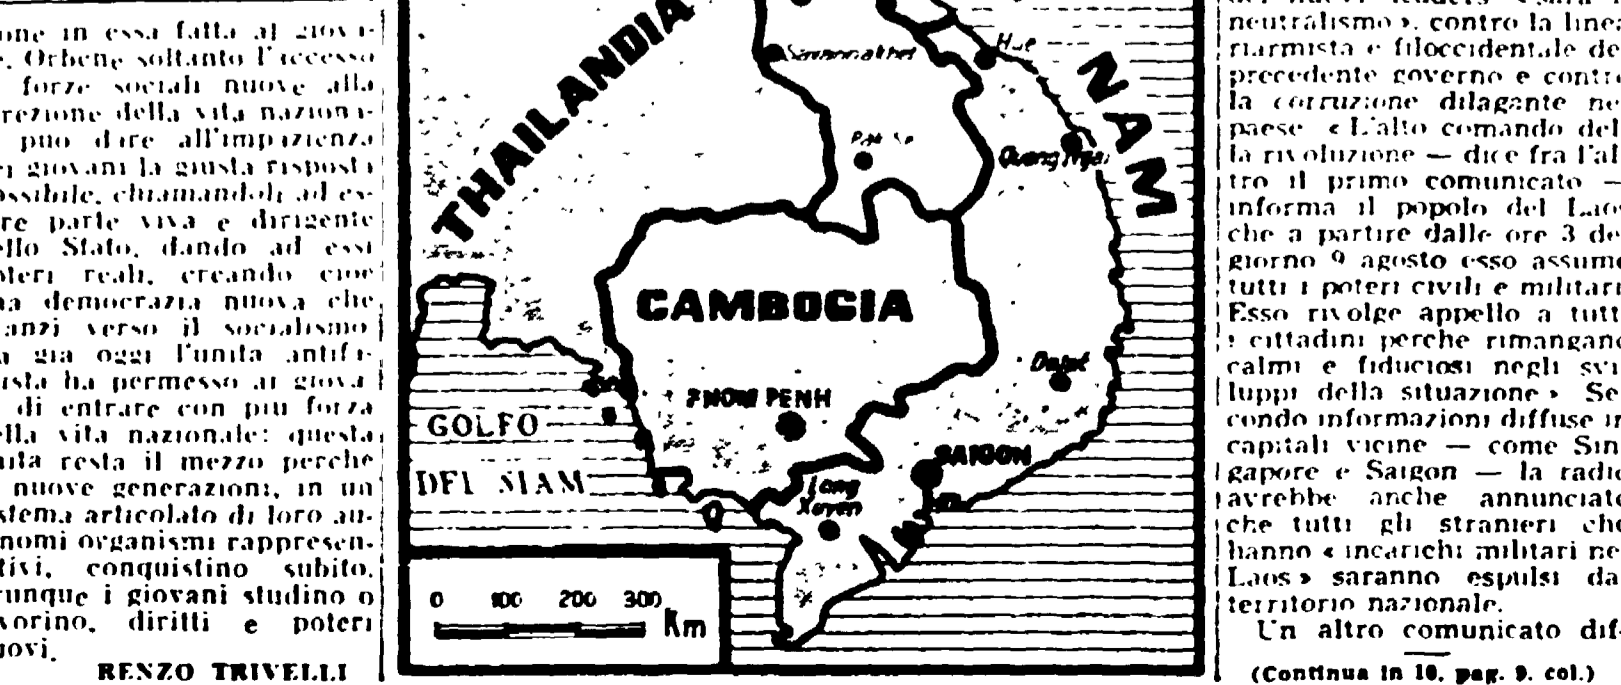 one in essa fatta al giova-
e. Orbene soltanto l'accesso
forze sociali nuove alla
rezione della vita naziona-
può dare all'impazienza
ei giovani la giusta risposta
ossibile, chiamandoli ad es-
re parte viva e dirigente
ello Stato, dando ad essi
oteri reali, creando cioè
na democrazia nuova che
anzi verso il socialismo
a già oggi l'unità antifa-
ista ha permesso ai giova-
di entrare con più forza
ella vita nazionale: questa
nità resta il mezzo perchè
nuove generazioni, in un
stema articolato di loro au-
nomi organismi rappresen-
tivi, conquistino subito,
unque i giovani studino o
vorino, diritti e poteri
uovi.
RENZO TRIVELLI
THAILANDIA
Savannakhet
Hue
NAM
Pak Se
Quang Ngai
CAMBOGIA
Dalat
PNOM PENH
GOLFO
DEL SIAM
SAIGON
Long
Xuyen
0 100 200 300 Km
neutralismo», contro la linea
riarmista e filoccidentale del
precedente governo e contro
la corruzione dilagante nel
paese «L'alto comando del-
la rivoluzione — dice fra l'al-
tro il primo comunicato —
informa il popolo del Laos
che a partire dalle ore 3 del
giorno 9 agosto esso assume
tutti i poteri civili e militari
Esso rivolge appello a tutti
i cittadini perchè rimangano
calmi e fiduciosi negli svi-
luppi della situazione» Se-
condo informazioni diffuse in
capitali vicine — come Sin-
gapore e Saigon — la radio
avrebbe anche annunciato
che tutti gli stranieri che
hanno «incarichi militari nel
Laos» saranno espulsi dal
territorio nazionale.
Un altro comunicato dif-
(Continua in 10. pag. 9. col.)